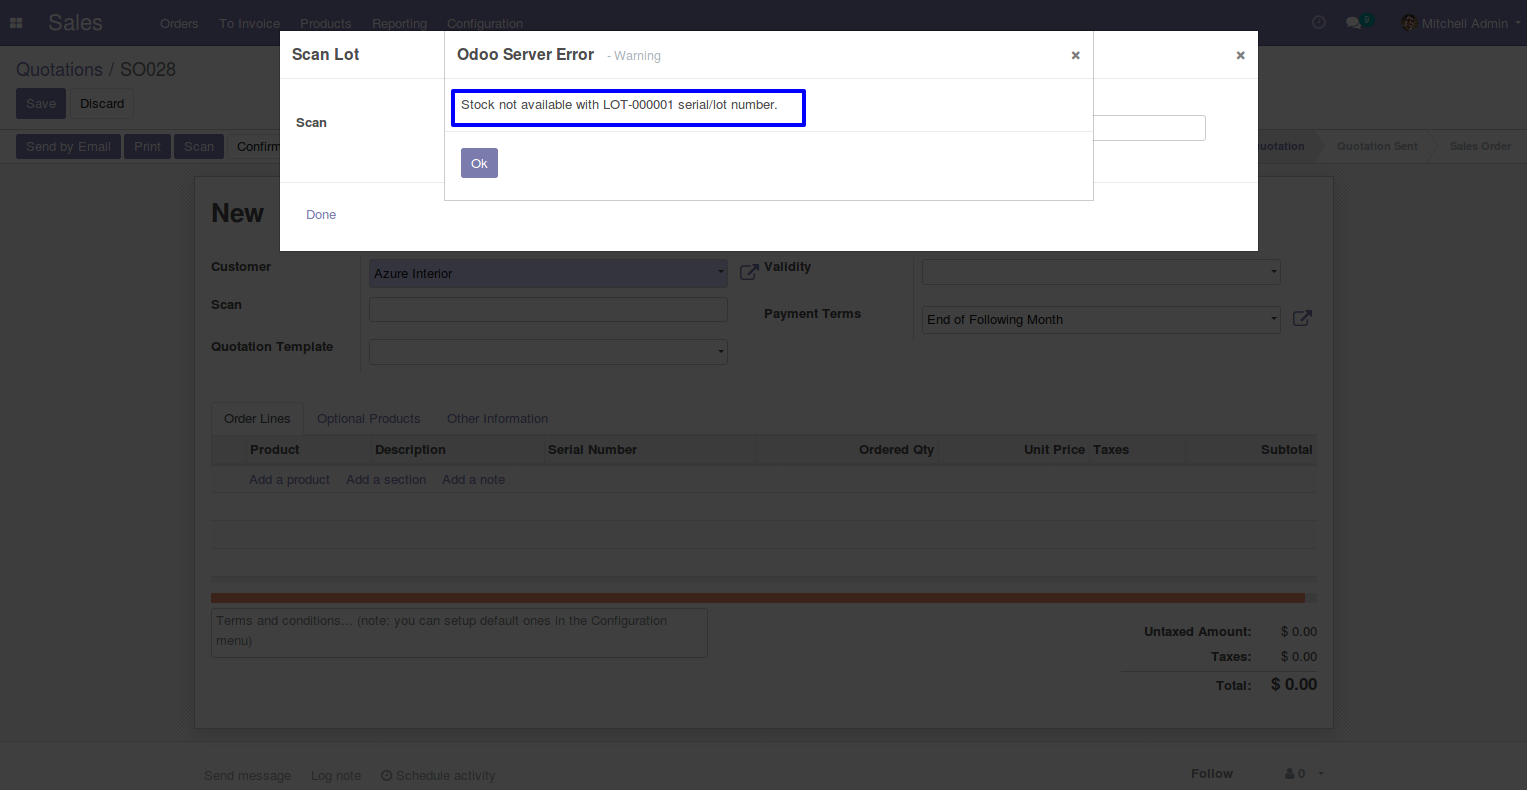 Sales
Orders
To Invoice
Products
Reporting
Configuration
9
Mitchell Admin
Quotations / SO028
Save
Discard
Send by Email
Print
Scan
Confirm
uotation
Quotation Sent
Sales Order
Scan Lot
×
Odoo Server Error - Warning
×
Stock not available with LOT-000001 serial/lot number.
Scan
Ok
Done
New
Customer
Azure Interior
Validity
Scan
Payment Terms
End of Following Month
Quotation Template
Order Lines
Optional Products
Other Information
Product
Description
Serial Number
Ordered Qty
Unit Price
Taxes
Subtotal
Add a product
Add a section
Add a note
Terms and conditions... (note: you can setup default ones in the Configuration
menu)
Untaxed Amount: $ 0.00
Taxes: $ 0.00
Total: $ 0.00
Send message
Log note
Schedule activity
Follow
0